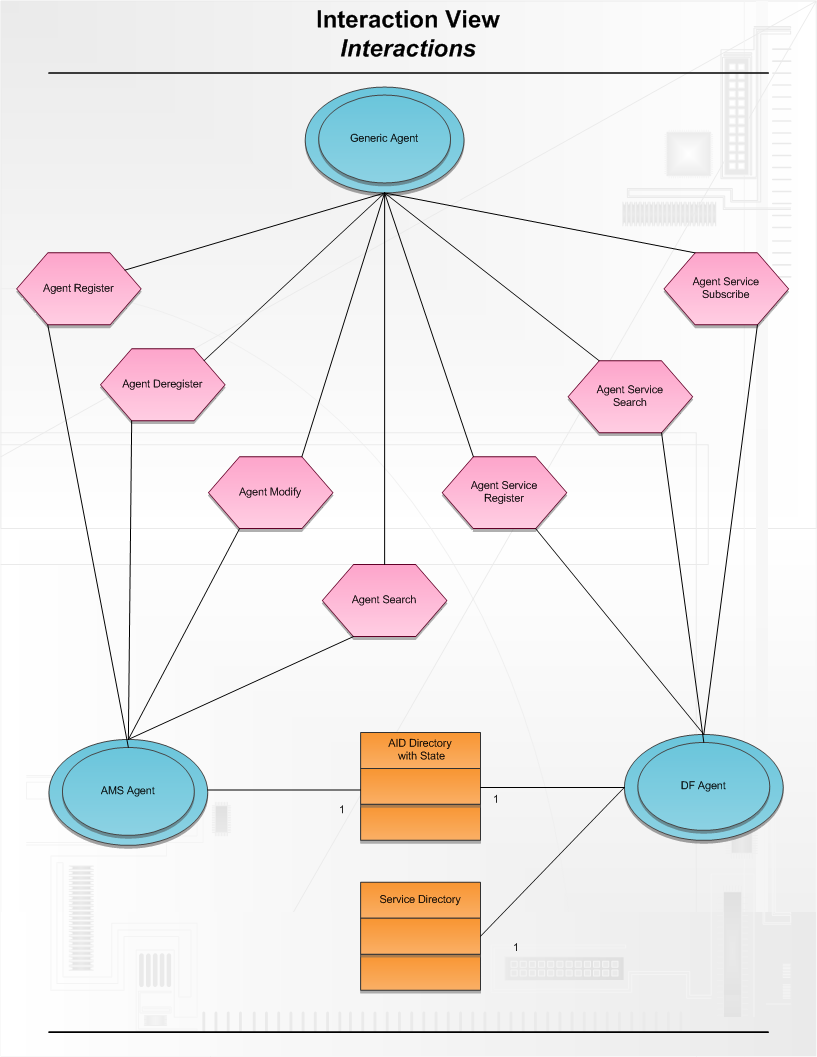 Interaction View
Interactions
Generic Agent
Agent Register
Agent Service
Subscribe
Agent Deregister
Agent Service
Search
Agent Modify
Agent Service
Register
Agent Search
AID Directory
with State
AMS Agent
DF Agent
1
1
Service Directory
1